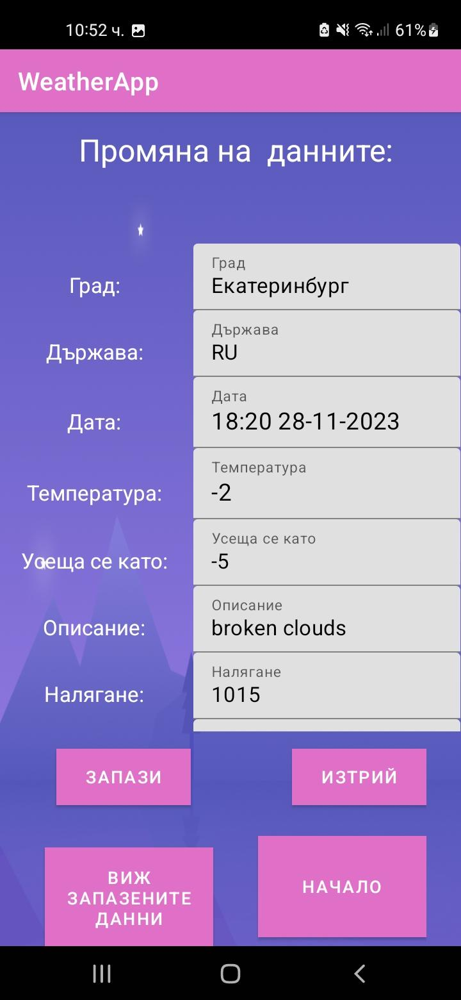 10:52 ч.
61%
WeatherApp
Промяна на  данните:
Град:
Град
Екатеринбург
Държава:
Държава
RU
Дата:
Дата
18:20 28-11-2023
Температура:
Температура
-2
Усеща се като:
Усеща се като
-5
Описание:
Описание
broken clouds
Налягане:
Налягане
1015
ЗАПАЗИ
ИЗТРИЙ
ВИЖ
ЗАПАЗЕНИТЕ
ДАННИ
НАЧАЛО